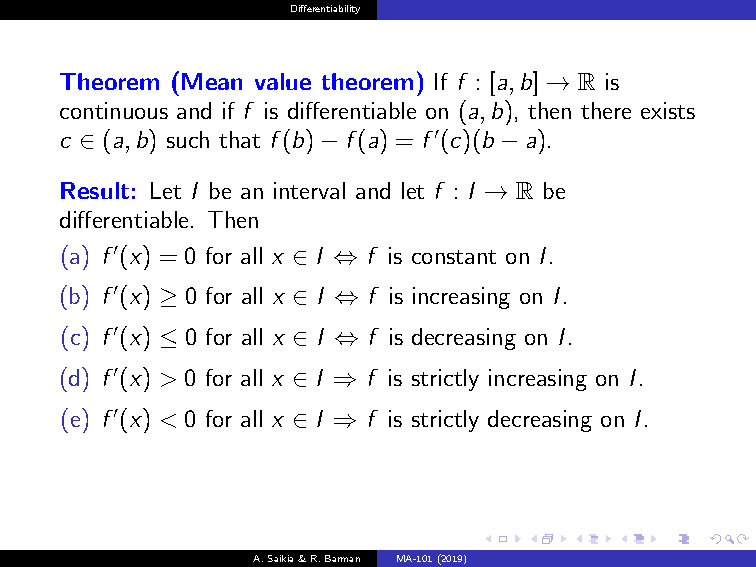 Differentiability
Theorem (Mean value theorem) If f : [a, b] → ℝ is
continuous and if f is differentiable on (a, b), then there exists
c ∈ (a, b) such that f(b) − f(a) = f′(c)(b − a).
Result: Let I be an interval and let f : I → ℝ be
differentiable. Then
(a) f′(x) = 0 for all x ∈ I ⇔ f is constant on I.
(b) f′(x) ≥ 0 for all x ∈ I ⇔ f is increasing on I.
(c) f′(x) ≤ 0 for all x ∈ I ⇔ f is decreasing on I.
(d) f′(x) > 0 for all x ∈ I ⇒ f is strictly increasing on I.
(e) f′(x) < 0 for all x ∈ I ⇒ f is strictly decreasing on I.
A. Saikia & R. Barman MA-101 (2019)